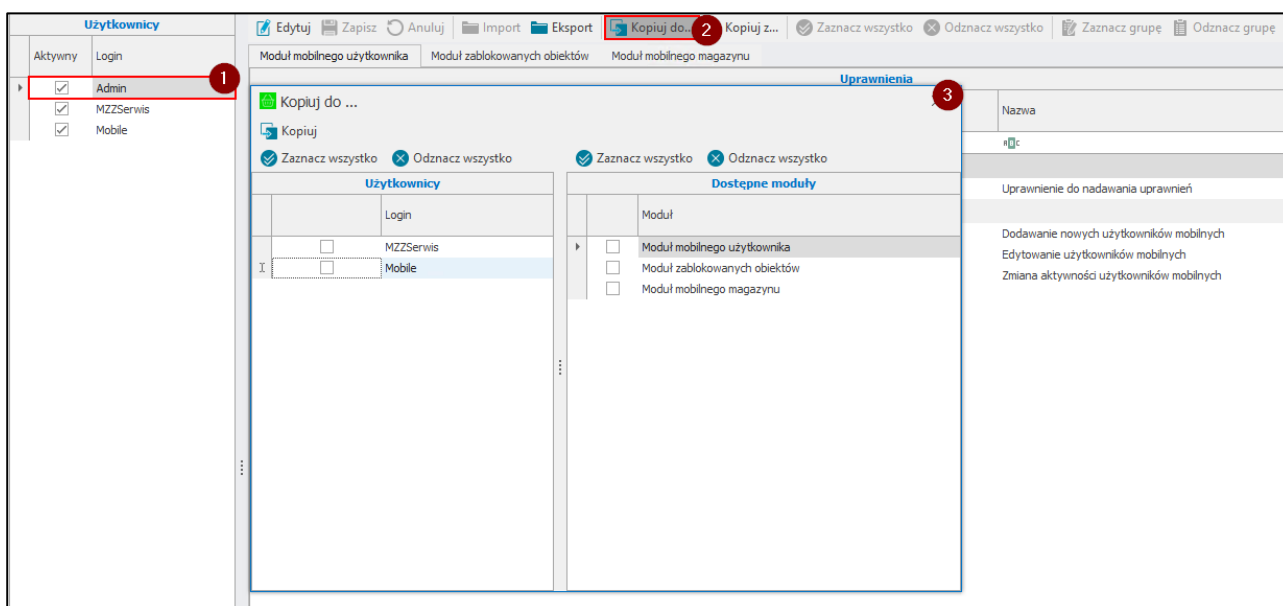 Użytkownicy
Edytuj Zapisz Anuluj Import Eksport Kopiuj do... 2 Kopiuj z... Zaznacz wszystko Odznacz wszystko Zaznacz grupę Odznacz grupę
Aktywny Login
Moduł mobilnego użytkownika Moduł zablokowanych obiektów Moduł mobilnego magazynu
1
Admin
MZZSerwis
Mobile
Uprawnienia
Nazwa
Uprawnienie do nadawania uprawnień
Dodawanie nowych użytkowników mobilnych
Edytowanie użytkowników mobilnych
Zmiana aktywności użytkowników mobilnych
Kopiuj do ... 3
Kopiuj
Zaznacz wszystko Odznacz wszystko
Użytkownicy
Login
MZZSerwis
Mobile
Zaznacz wszystko Odznacz wszystko
Dostępne moduły
Moduł
Moduł mobilnego użytkownika
Moduł zablokowanych obiektów
Moduł mobilnego magazynu